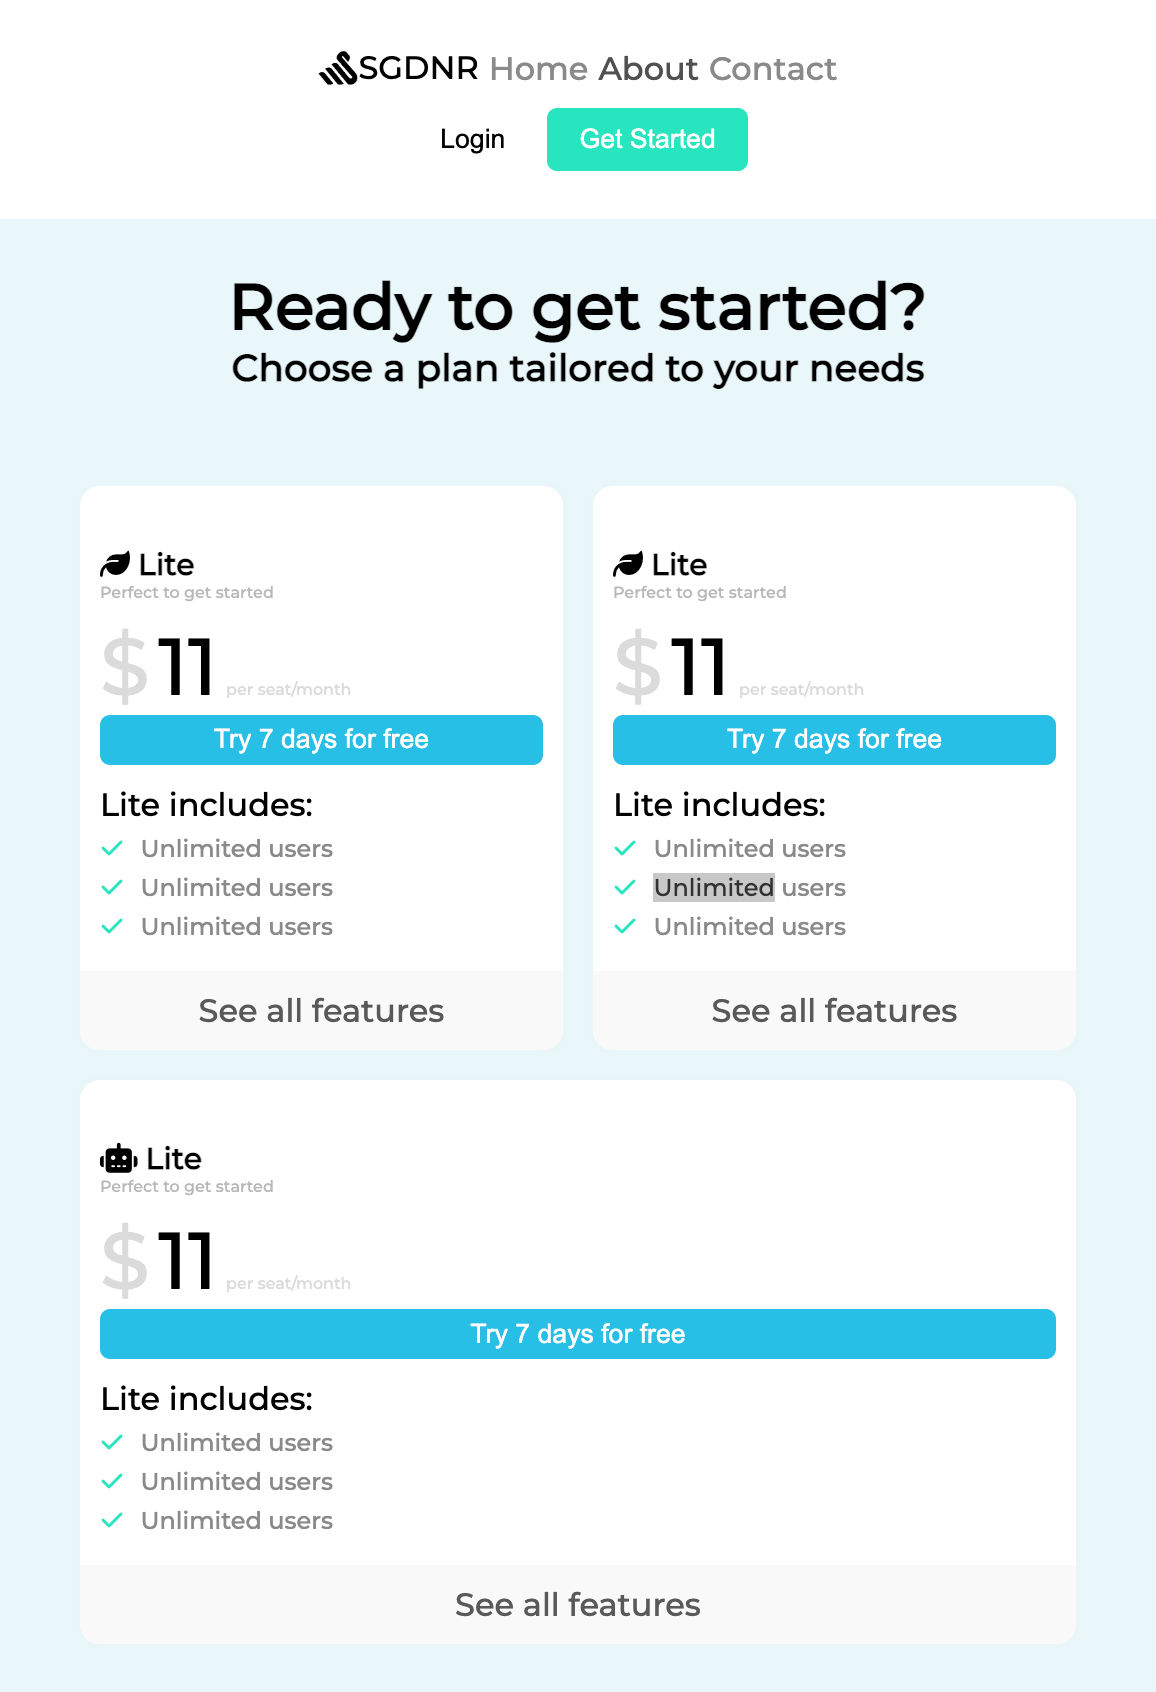 SGDNR Home About Contact
Login Get Started
Ready to get started?
Choose a plan tailored to your needs
Lite
Perfect to get started
$ 11 per seat/month
Try 7 days for free
Lite includes:
Unlimited users
Unlimited users
Unlimited users
See all features
Lite
Perfect to get started
$ 11 per seat/month
Try 7 days for free
Lite includes:
Unlimited users
Unlimited users
Unlimited users
See all features
Lite
Perfect to get started
$ 11 per seat/month
Try 7 days for free
Lite includes:
Unlimited users
Unlimited users
Unlimited users
See all features